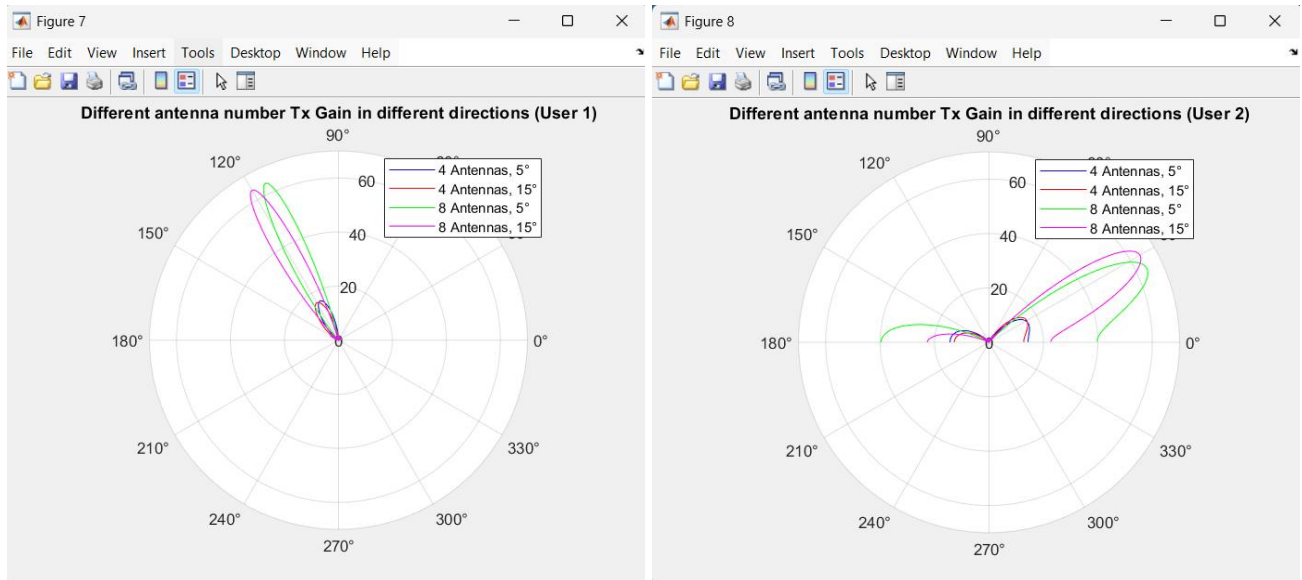 Figure 7
File Edit View Insert Tools Desktop Window Help
Different antenna number Tx Gain in different directions (User 1)
90°
120°
60
4 Antennas, 5°
4 Antennas, 15°
8 Antennas, 5°
8 Antennas, 15°
150°
40
20
180°
0
0°
210°
330°
240°
300°
270°
Figure 8
File Edit View Insert Tools Desktop Window Help
Different antenna number Tx Gain in different directions (User 2)
90°
120°
60
4 Antennas, 5°
4 Antennas, 15°
8 Antennas, 5°
8 Antennas, 15°
150°
40
20
180°
0
0°
210°
330°
240°
300°
270°